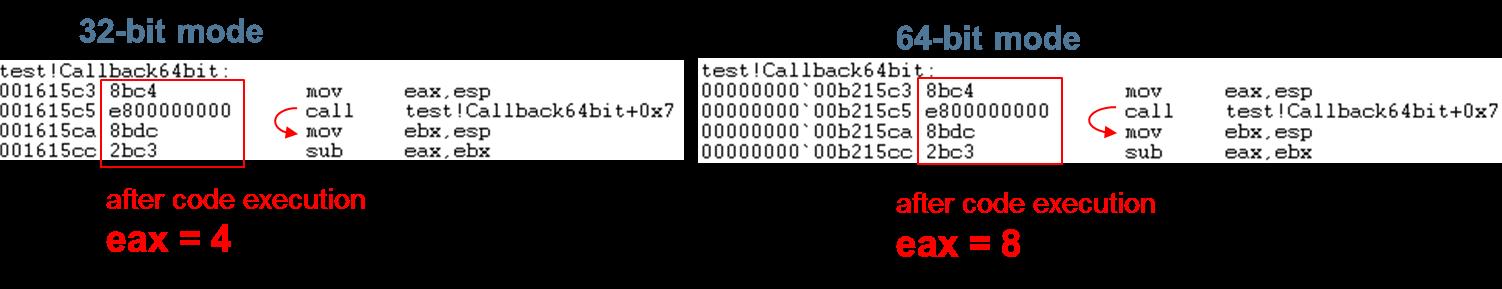 32-bit mode
test!Callback64bit:
001615c3 8bc4 mov eax,esp
001615c5 e800000000 call test!Callback64bit+0x7
001615ca 8bdc mov ebx,esp
001615cc 2bc3 sub eax,ebx
after code execution
eax = 4
64-bit mode
test!Callback64bit:
00000000`00b215c3 8bc4 mov eax,esp
00000000`00b215c5 e800000000 call test!Callback64bit+0x7
00000000`00b215ca 8bdc mov ebx,esp
00000000`00b215cc 2bc3 sub eax,ebx
after code execution
eax = 8